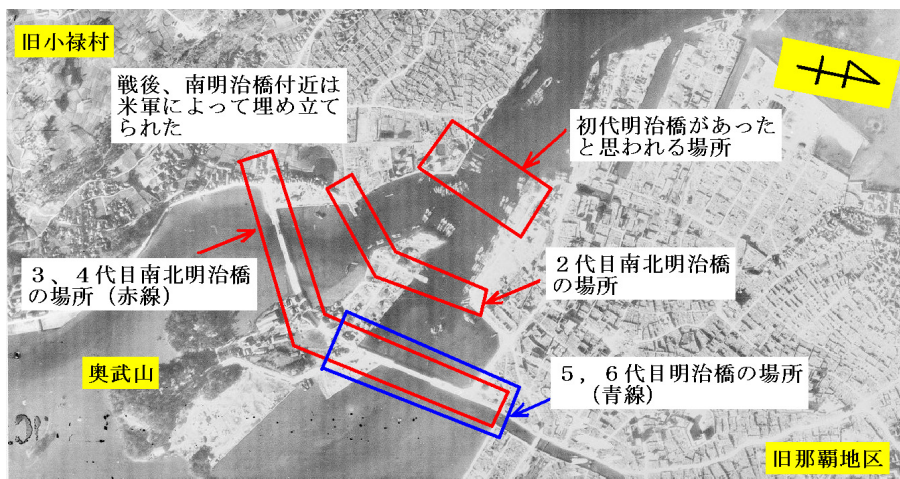 旧小禄村
戦後、南明治橋付近は
米軍によって埋め立て
られた
初代明治橋があった
と思われる場所
３、４代目南北明治橋
の場所（赤線）
２代目南北明治橋
の場所
奥武山
５，６代目明治橋の場所
（青線）
旧那覇地区